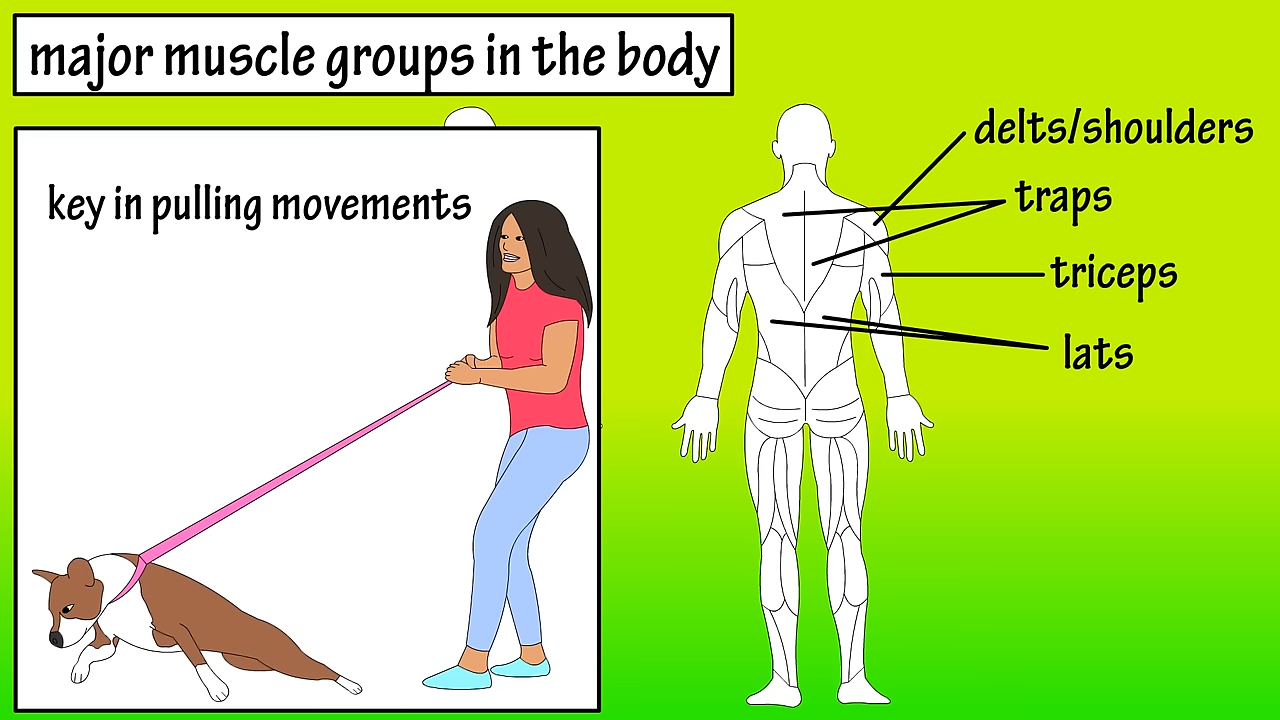 major muscle groups in the body
key in pulling movements
delts/shoulders
traps
triceps
lats